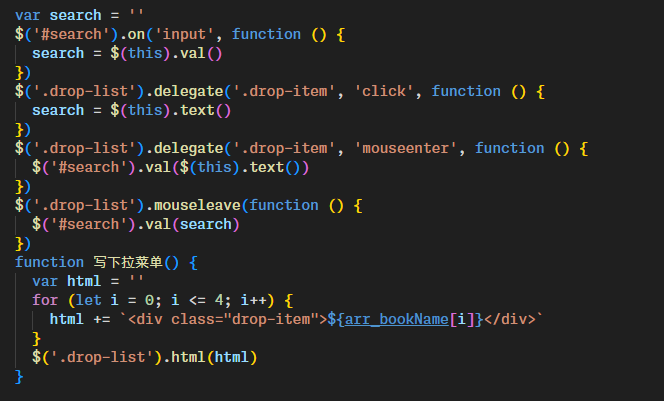 var search = ''
$('#search').on('input', function () {
  search = $(this).val()
})
$('.drop-list').delegate('.drop-item', 'click', function () {
  search = $(this).text()
})
$('.drop-list').delegate('.drop-item', 'mouseenter', function () {
  $('#search').val($(this).text())
})
$('.drop-list').mouseleave(function () {
  $('#search').val(search)
})
function 写下拉菜单() {
  var html = ''
  for (let i = 0; i <= 4; i++) {
    html += `<div class="drop-item">${arr_bookName[i]}</div>`
  }
  $('.drop-list').html(html)
}